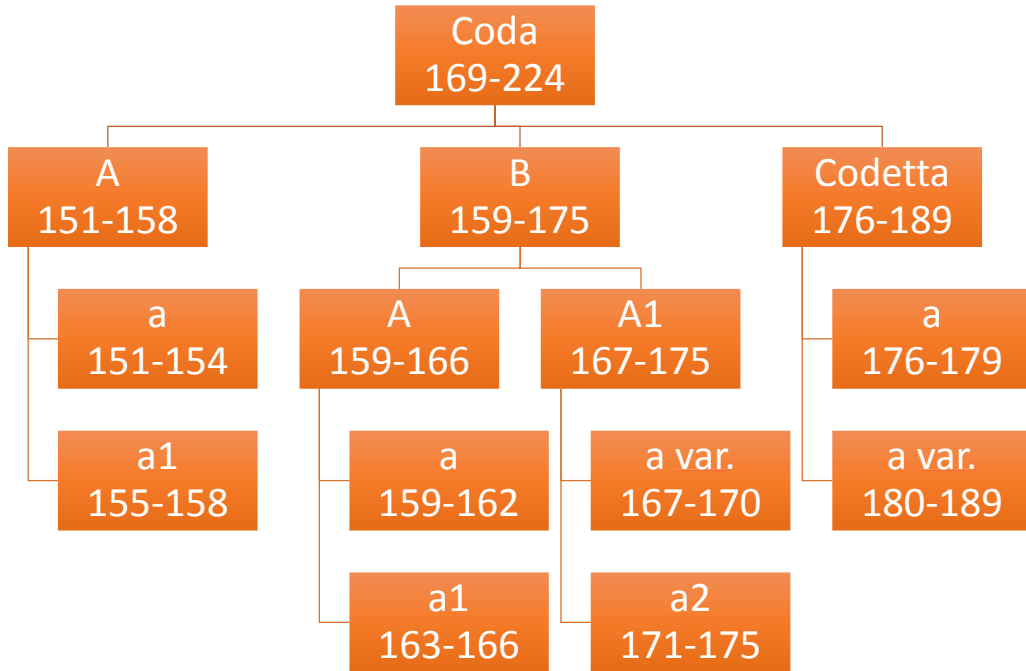 Coda
169-224
A
151-158
B
159-175
Codetta
176-189
a
151-154
A
159-166
A1
167-175
a
176-179
a1
155-158
a
159-162
a var.
167-170
a var.
180-189
a1
163-166
a2
171-175